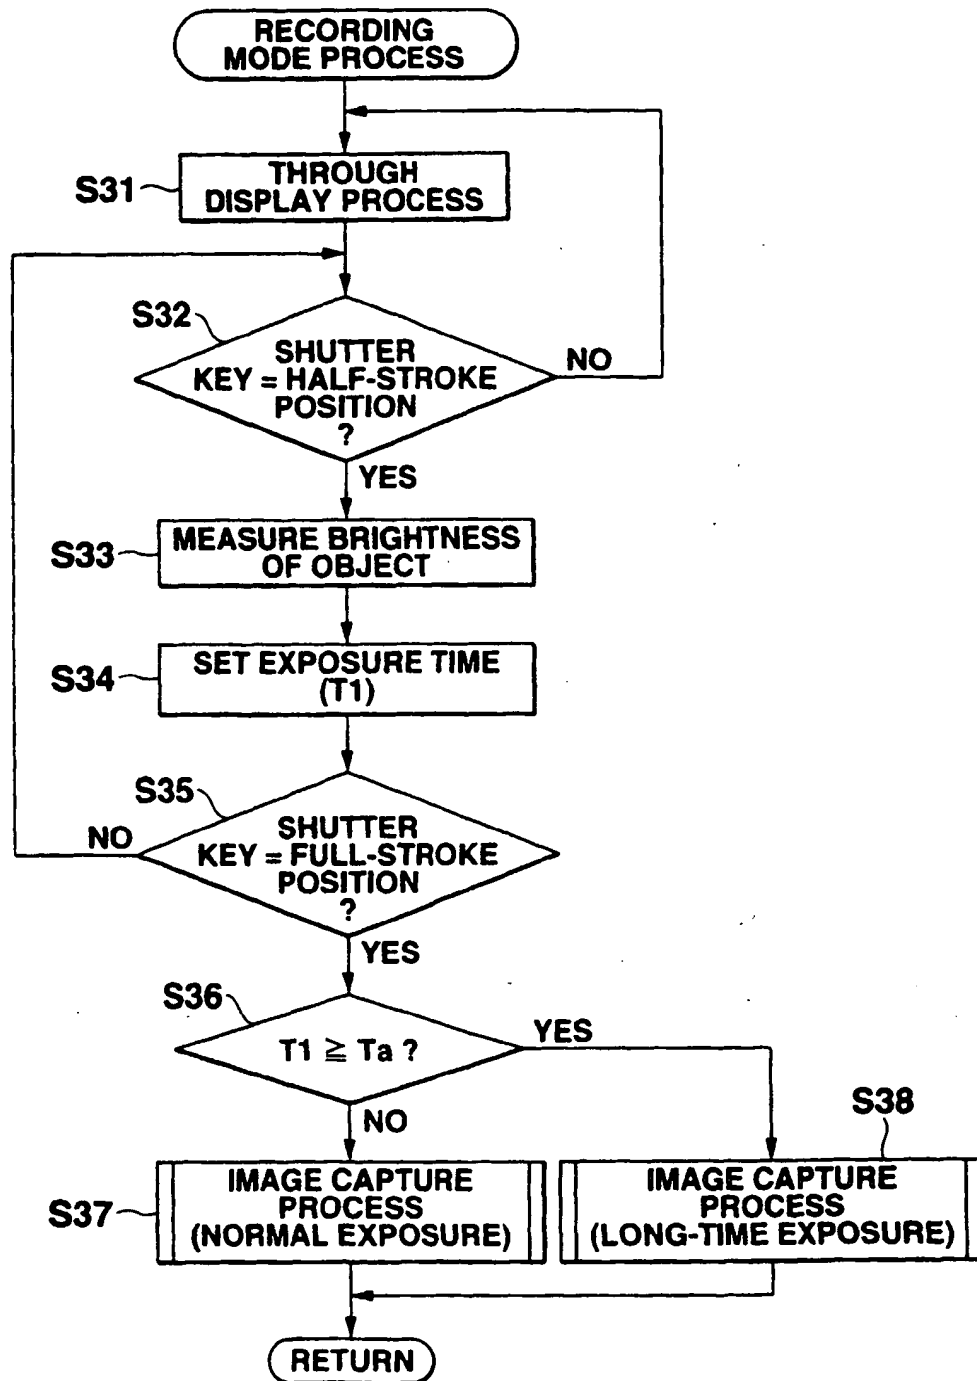 RECORDING
MODE PROCESS
S31
THROUGH
DISPLAY PROCESS
S32
SHUTTER
KEY = HALF-STROKE
POSITION
?
NO
YES
S33
MEASURE BRIGHTNESS
OF OBJECT
S34
SET EXPOSURE TIME
(T1)
S35
SHUTTER
KEY = FULL-STROKE
POSITION
?
NO
YES
S36
T1 ≧ Ta ?
YES
NO
S37
IMAGE CAPTURE
PROCESS
(NORMAL EXPOSURE)
S38
IMAGE CAPTURE
PROCESS
(LONG-TIME EXPOSURE)
RETURN